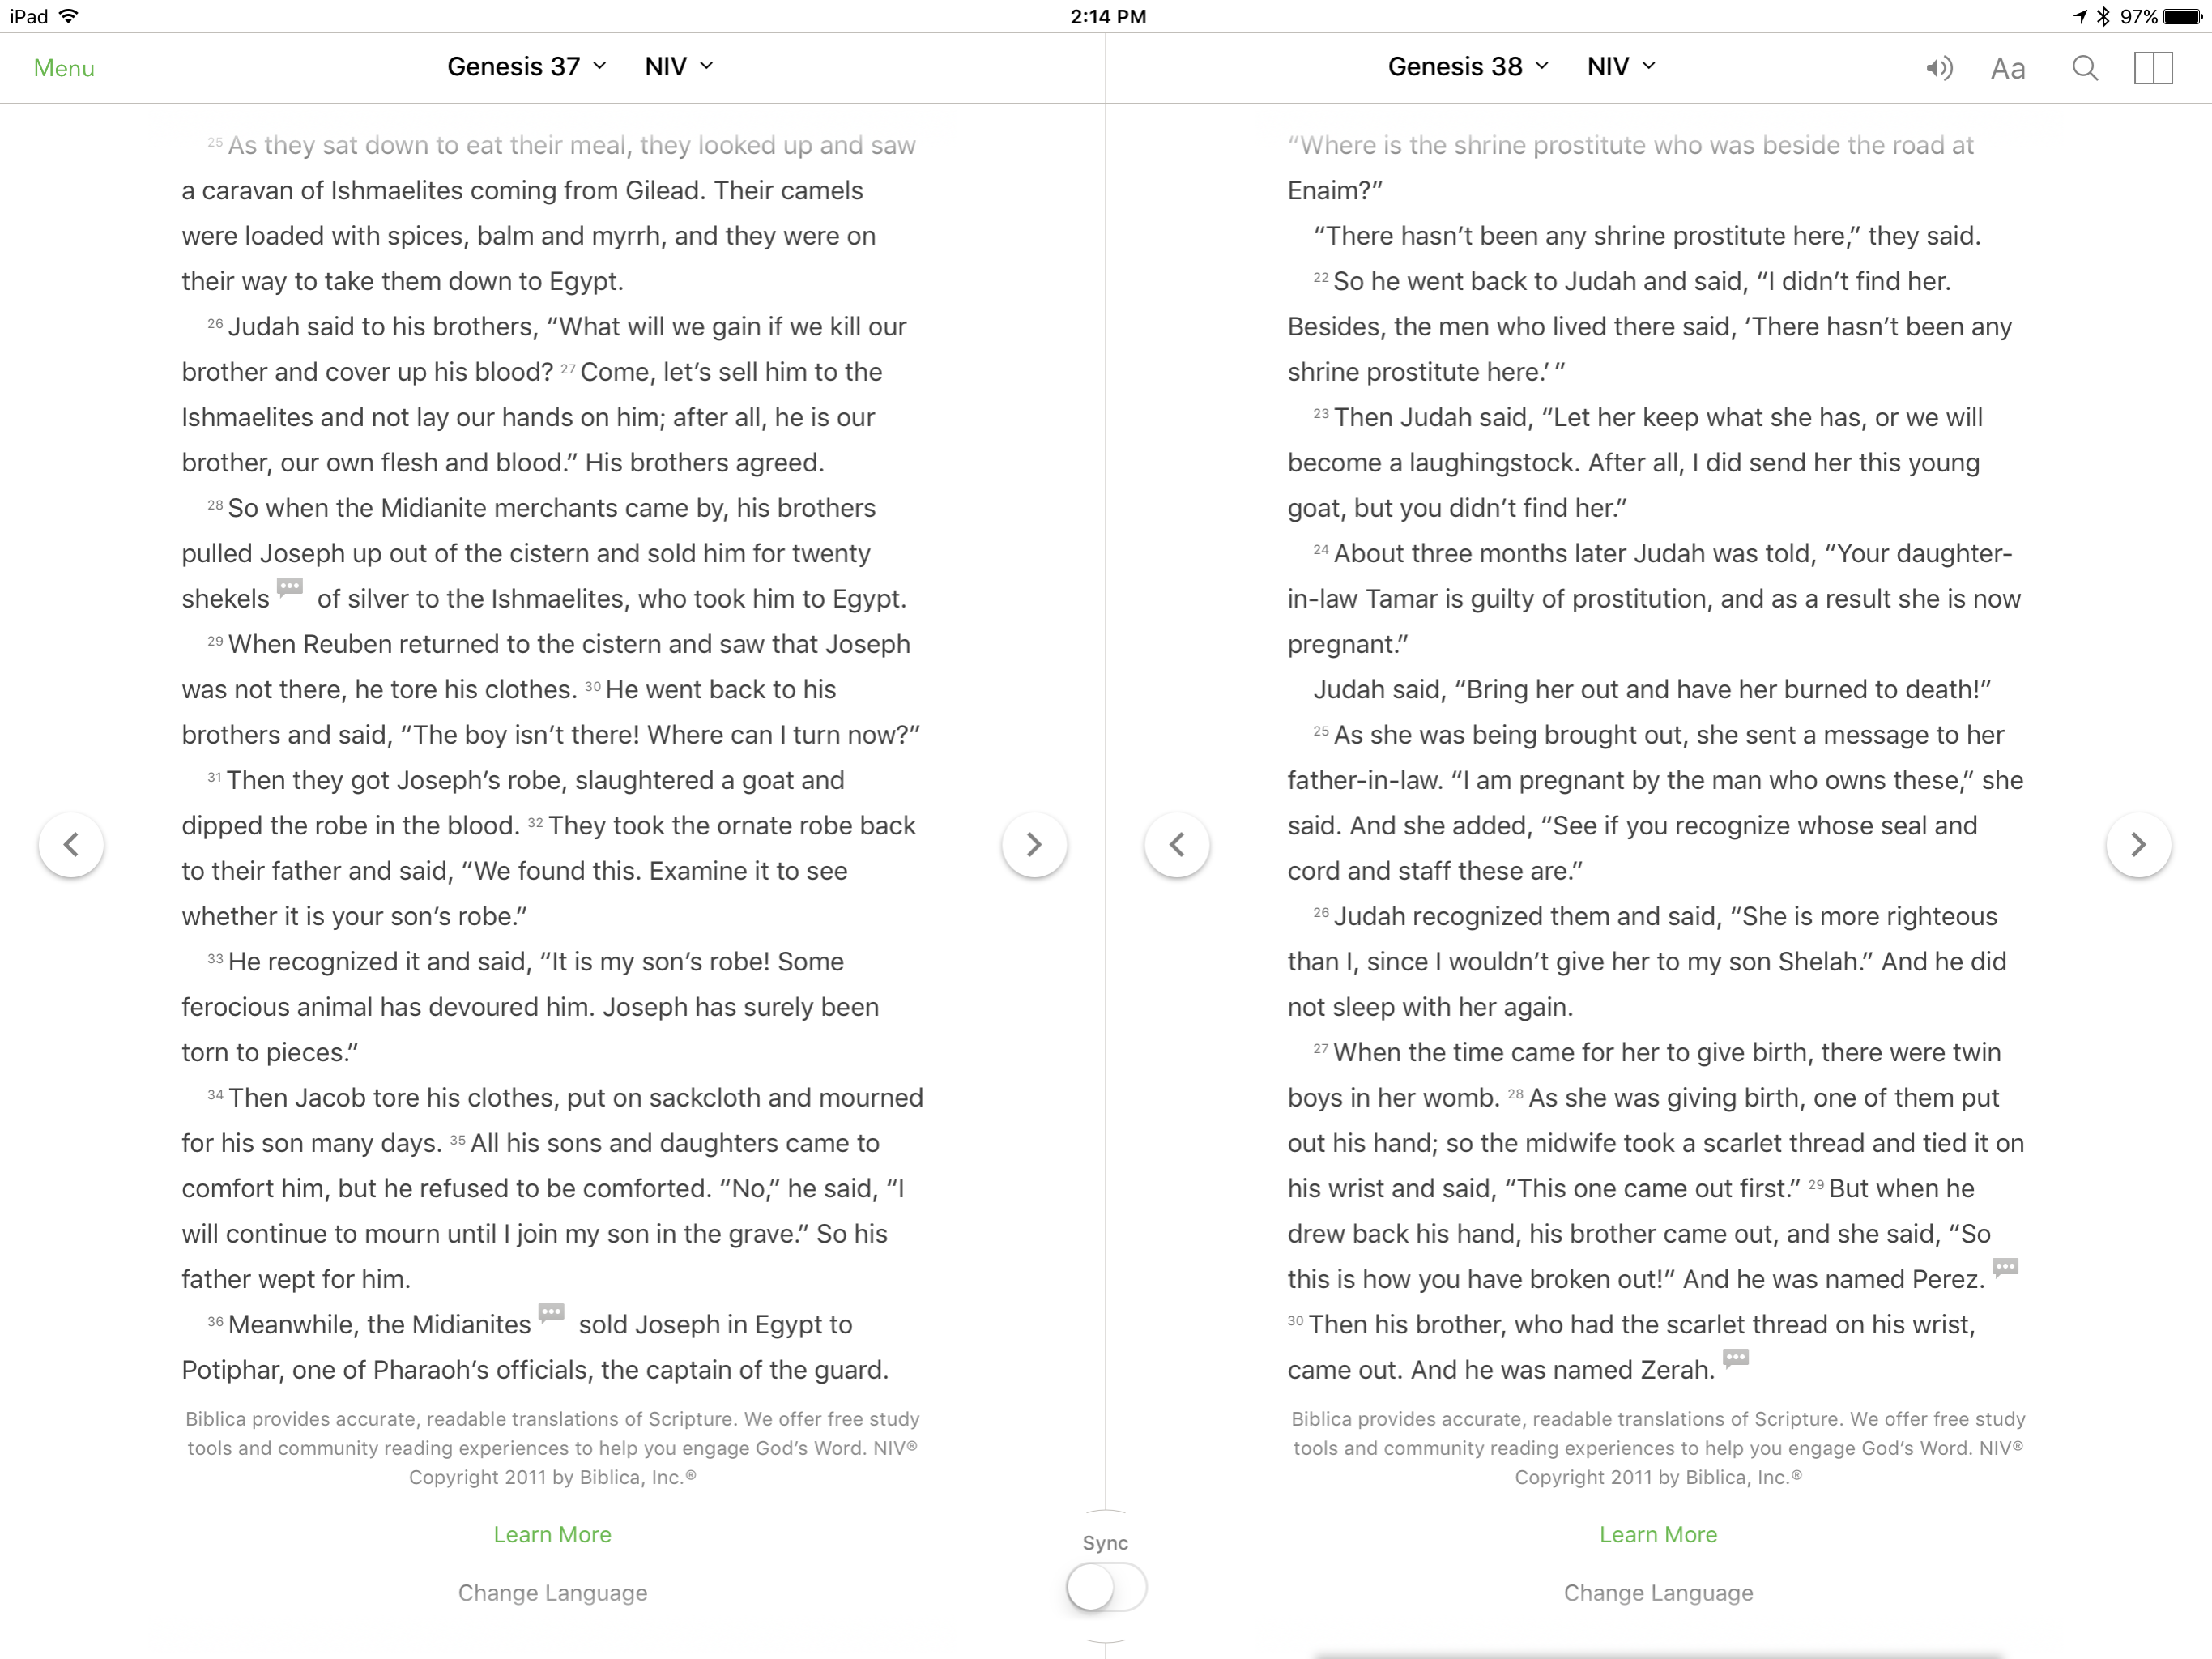 iPad
2:14 PM
97%
Menu
Genesis 37 NIV
25 As they sat down to eat their meal, they looked up and saw
a caravan of Ishmaelites coming from Gilead. Their camels
were loaded with spices, balm and myrrh, and they were on
their way to take them down to Egypt.
26 Judah said to his brothers, “What will we gain if we kill our
brother and cover up his blood? 27 Come, let’s sell him to the
Ishmaelites and not lay our hands on him; after all, he is our
brother, our own flesh and blood.” His brothers agreed.
28 So when the Midianite merchants came by, his brothers
pulled Joseph up out of the cistern and sold him for twenty
shekels of silver to the Ishmaelites, who took him to Egypt.
29 When Reuben returned to the cistern and saw that Joseph
was not there, he tore his clothes. 30 He went back to his
brothers and said, “The boy isn’t there! Where can I turn now?”
31 Then they got Joseph’s robe, slaughtered a goat and
dipped the robe in the blood. 32 They took the ornate robe back
to their father and said, “We found this. Examine it to see
whether it is your son’s robe.”
33 He recognized it and said, “It is my son’s robe! Some
ferocious animal has devoured him. Joseph has surely been
torn to pieces.”
34 Then Jacob tore his clothes, put on sackcloth and mourned
for his son many days. 35 All his sons and daughters came to
comfort him, but he refused to be comforted. “No,” he said, “I
will continue to mourn until I join my son in the grave.” So his
father wept for him.
36 Meanwhile, the Midianites sold Joseph in Egypt to
Potiphar, one of Pharaoh’s officials, the captain of the guard.
Biblica provides accurate, readable translations of Scripture. We offer free study
tools and community reading experiences to help you engage God’s Word. NIV®
Copyright 2011 by Biblica, Inc.®
Learn More
Change Language
Sync
Genesis 38 NIV
Aa
“Where is the shrine prostitute who was beside the road at
Enaim?”
“There hasn’t been any shrine prostitute here,” they said.
22 So he went back to Judah and said, “I didn’t find her.
Besides, the men who lived there said, ‘There hasn’t been any
shrine prostitute here.’ ”
23 Then Judah said, “Let her keep what she has, or we will
become a laughingstock. After all, I did send her this young
goat, but you didn’t find her.”
24 About three months later Judah was told, “Your daughter-
in-law Tamar is guilty of prostitution, and as a result she is now
pregnant.”
Judah said, “Bring her out and have her burned to death!”
25 As she was being brought out, she sent a message to her
father-in-law. “I am pregnant by the man who owns these,” she
said. And she added, “See if you recognize whose seal and
cord and staff these are.”
26 Judah recognized them and said, “She is more righteous
than I, since I wouldn’t give her to my son Shelah.” And he did
not sleep with her again.
27 When the time came for her to give birth, there were twin
boys in her womb. 28 As she was giving birth, one of them put
out his hand; so the midwife took a scarlet thread and tied it on
his wrist and said, “This one came out first.” 29 But when he
drew back his hand, his brother came out, and she said, “So
this is how you have broken out!” And he was named Perez.
30 Then his brother, who had the scarlet thread on his wrist,
came out. And he was named Zerah.
Biblica provides accurate, readable translations of Scripture. We offer free study
tools and community reading experiences to help you engage God’s Word. NIV®
Copyright 2011 by Biblica, Inc.®
Learn More
Change Language